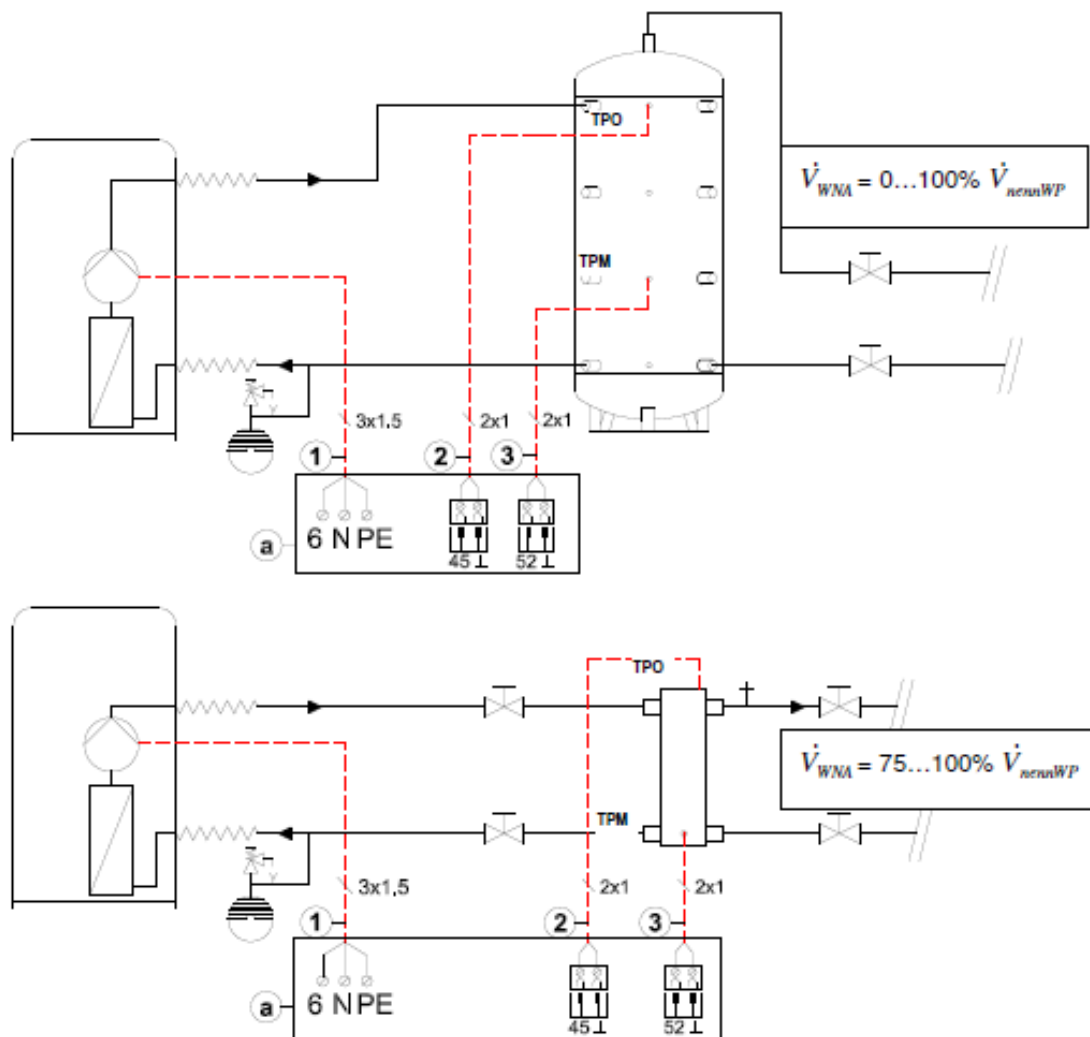 TPO
V̇WNA = 0...100% V̇nennWP
TPM
3x1.5
2x1
2x1
1
2
3
a
6 N PE
45 ⊥
52 ⊥
TPO
V̇WNA = 75...100% V̇nennWP
TPM
3x1,5
2x1
2x1
1
2
3
a
6 N PE
45 ⊥
52 ⊥